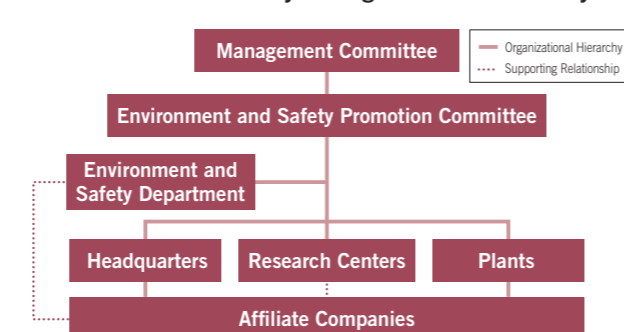 Management Committee
Organizational Hierarchy
Supporting Relationship
Environment and Safety Promotion Committee
Environment and
Safety Department
Headquarters
Research Centers
Plants
Affiliate Companies